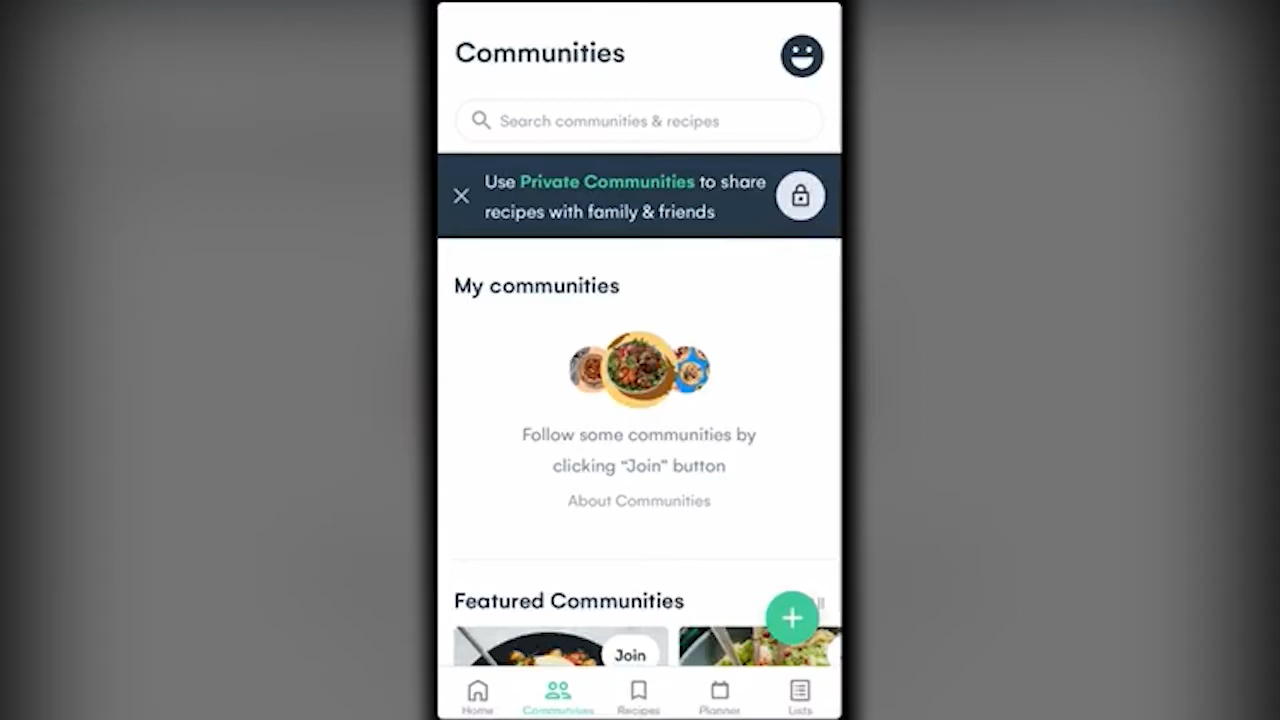 Communities
Search communities & recipes
Use Private Communities to share
recipes with family & friends
My communities
Follow some communities by
clicking “Join” button
About Communities
Featured Communities
Join
Home
Communities
Recipes
Planner
Lists